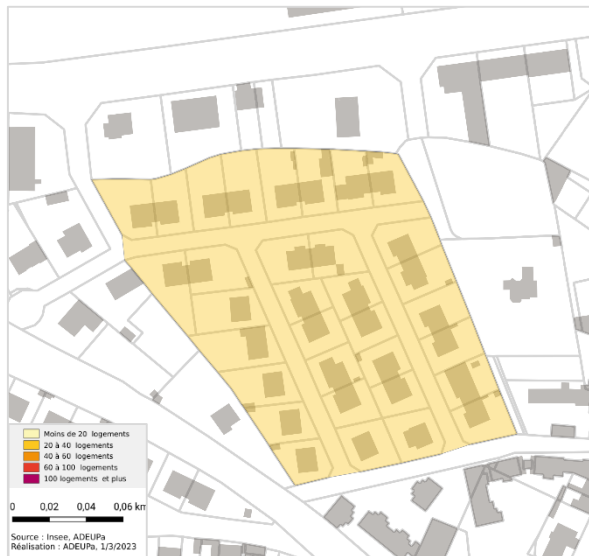 Moins de 20 logements
20 à 40 logements
40 à 60 logements
60 à 100 logements
100 logements et plus
0 0,02 0,04 0,06 km
Source : Insee, ADEUPa
Réalisation : ADEUPa, 1/3/2023